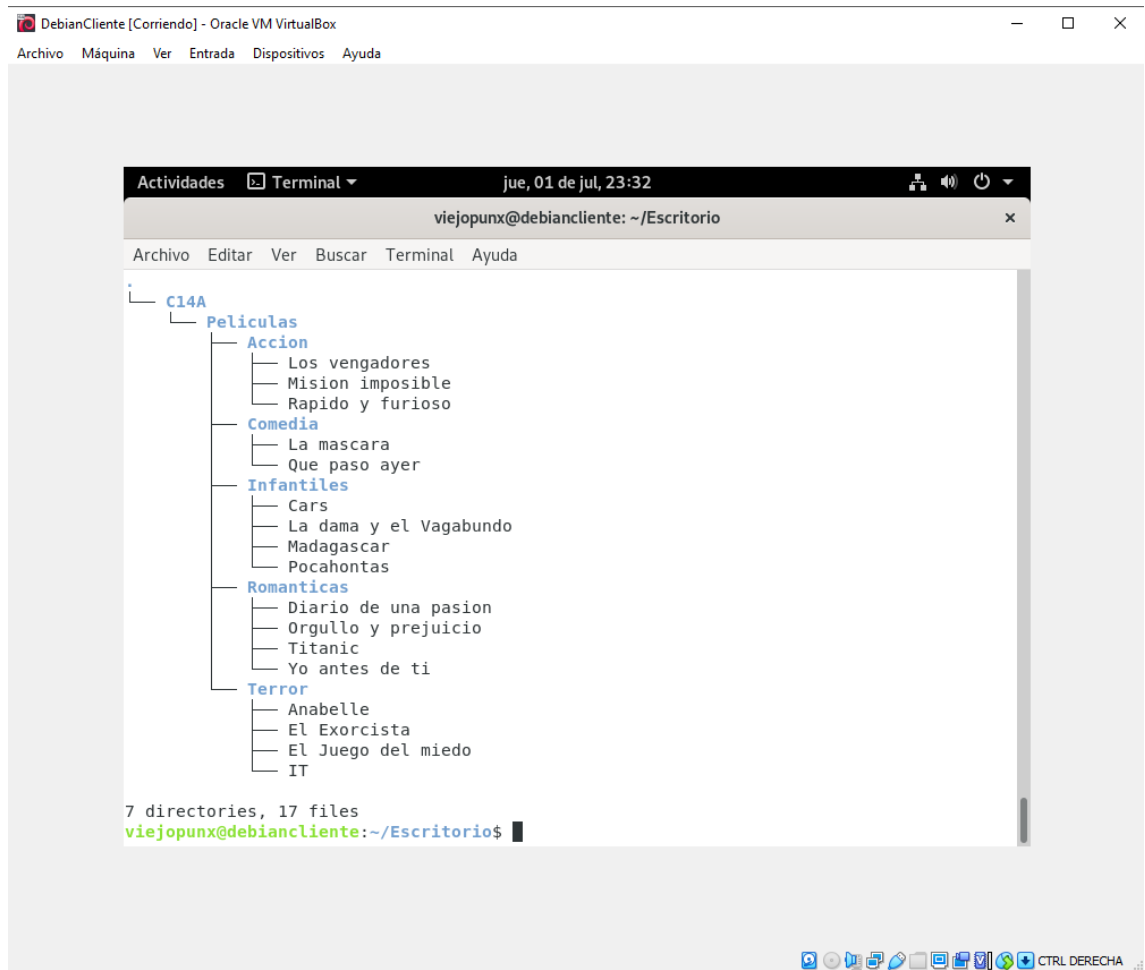 DebianCliente [Corriendo] - Oracle VM VirtualBox
Archivo Máquina Ver Entrada Dispositivos Ayuda
Actividades Terminal jue, 01 de jul, 23:32
viejopunx@debiancliente: ~/Escritorio
Archivo Editar Ver Buscar Terminal Ayuda
.
└── C14A
    └── Peliculas
        ├── Accion
        │   ├── Los vengadores
        │   ├── Mision imposible
        │   └── Rapido y furioso
        ├── Comedia
        │   ├── La mascara
        │   └── Que paso ayer
        ├── Infantiles
        │   ├── Cars
        │   ├── La dama y el Vagabundo
        │   ├── Madagascar
        │   └── Pocahontas
        ├── Romanticas
        │   ├── Diario de una pasion
        │   ├── Orgullo y prejuicio
        │   ├── Titanic
        │   └── Yo antes de ti
        └── Terror
            ├── Anabelle
            ├── El Exorcista
            ├── El Juego del miedo
            └── IT
7 directories, 17 files
viejopunx@debiancliente:~/Escritorio$
CTRL DERECHA